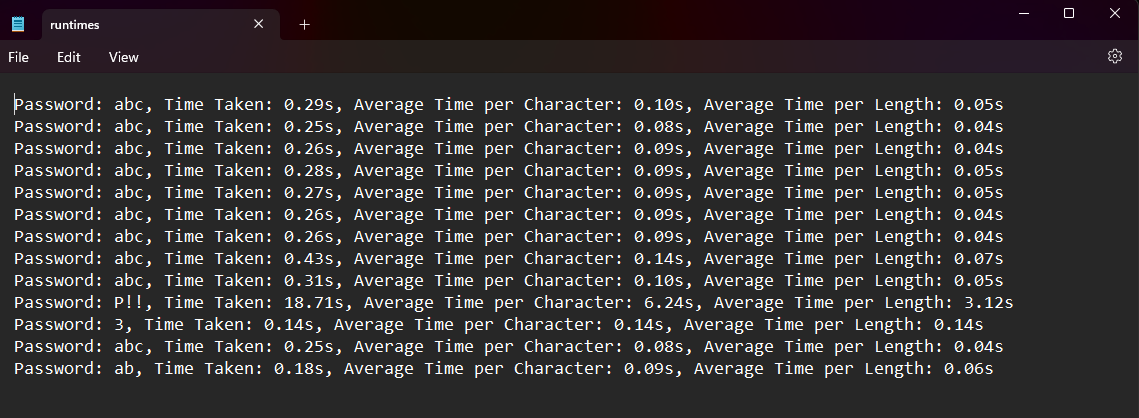 runtimes
File Edit View
Password: abc, Time Taken: 0.29s, Average Time per Character: 0.10s, Average Time per Length: 0.05s
Password: abc, Time Taken: 0.25s, Average Time per Character: 0.08s, Average Time per Length: 0.04s
Password: abc, Time Taken: 0.26s, Average Time per Character: 0.09s, Average Time per Length: 0.04s
Password: abc, Time Taken: 0.28s, Average Time per Character: 0.09s, Average Time per Length: 0.05s
Password: abc, Time Taken: 0.27s, Average Time per Character: 0.09s, Average Time per Length: 0.05s
Password: abc, Time Taken: 0.26s, Average Time per Character: 0.09s, Average Time per Length: 0.04s
Password: abc, Time Taken: 0.26s, Average Time per Character: 0.09s, Average Time per Length: 0.04s
Password: abc, Time Taken: 0.43s, Average Time per Character: 0.14s, Average Time per Length: 0.07s
Password: abc, Time Taken: 0.31s, Average Time per Character: 0.10s, Average Time per Length: 0.05s
Password: P!!, Time Taken: 18.71s, Average Time per Character: 6.24s, Average Time per Length: 3.12s
Password: 3, Time Taken: 0.14s, Average Time per Character: 0.14s, Average Time per Length: 0.14s
Password: abc, Time Taken: 0.25s, Average Time per Character: 0.08s, Average Time per Length: 0.04s
Password: ab, Time Taken: 0.18s, Average Time per Character: 0.09s, Average Time per Length: 0.06s